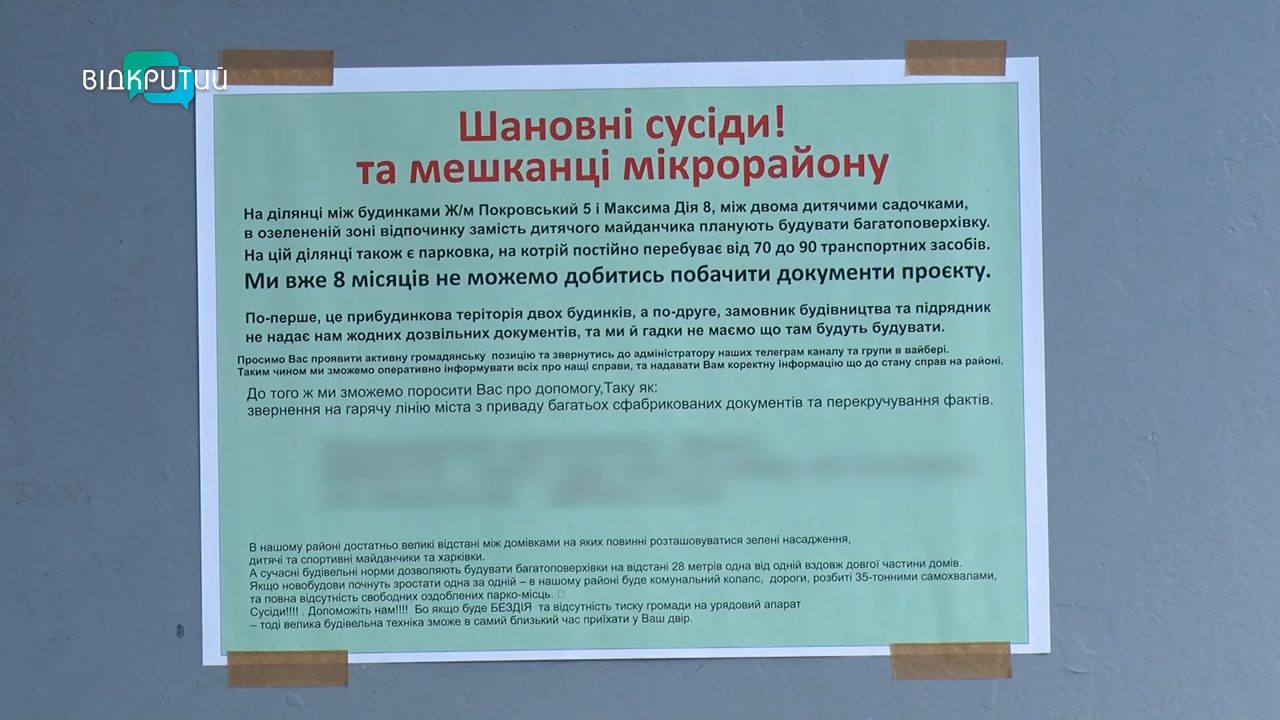 ВІДКРИТИЙ
Шановні сусіди!
та мешканці мікрорайону
На ділянці між будинками Ж/м Покровський 5 і Максима Дія 8, між двома дитячими садочками,
в озелененій зоні відпочинку замість дитячого майданчика планують будувати багатоповерхівку.
На цій ділянці також є парковка, на котрій постійно перебуває від 70 до 90 транспортних засобів.
Ми вже 8 місяців не можемо добитись побачити документи проєкту.
По-перше, це прибудинкова теріторія двох будинків, а по-друге, замовник будівництва та підрядник
не надає нам жодних дозвільних документів, та ми й гадки не маємо що там будуть будувати.
Просимо Вас проявити активну громадянську позицію та звернутись до адміністратору наших телеграм каналу та групи в вайбері.
Таким чином ми зможемо оперативно інформувати всіх про нащі справи, та надавати Вам коректну інформацію що до стану справ на районі.
До того ж ми зможемо поросити Вас про допомогу,Таку як:
звернення на гарячу лінію міста з приваду багатьох сфабрикованих документів та перекручування фактів.
В нашому районі достатньо великі відстані між домівками на яких повинні розташовуватися зелені насадження,
дитячі та спортивні майданчики та харківки.
А сучасні будівельні норми дозволяють будувати багатоповерхівки на відстані 28 метрів одна від одній вздовж довгої частини домів.
Якщо новобудови почнуть зростати одна за одній – в нашому районі буде комунальний колапс, дороги, розбиті 35-тонними самохвалами,
та повна відсутність свободних оздоблених парко-місць.
Сусіди!!!! . Допоможіть нам!!!! Бо якщо буде БЕЗДІЯ та відсутність тиску громади на урядовий апарат
– тоді велика будівельна техніка зможе в самий близький час приїхати у Ваш двір.